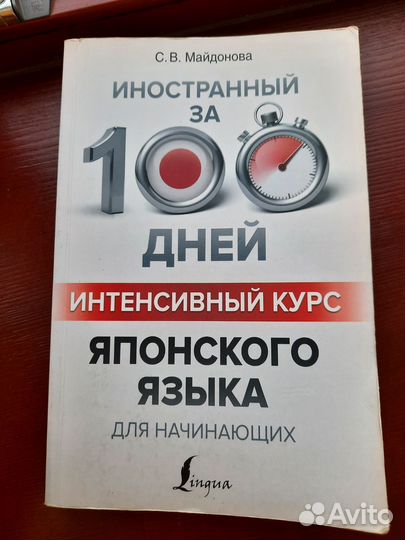 С. В. Майдонова
ИНОСТРАННЫЙ
ЗА
100
ДНЕЙ
ИНТЕНСИВНЫЙ КУРС
ЯПОНСКОГО
ЯЗЫКА
ДЛЯ НАЧИНАЮЩИХ
Lingua
Avito